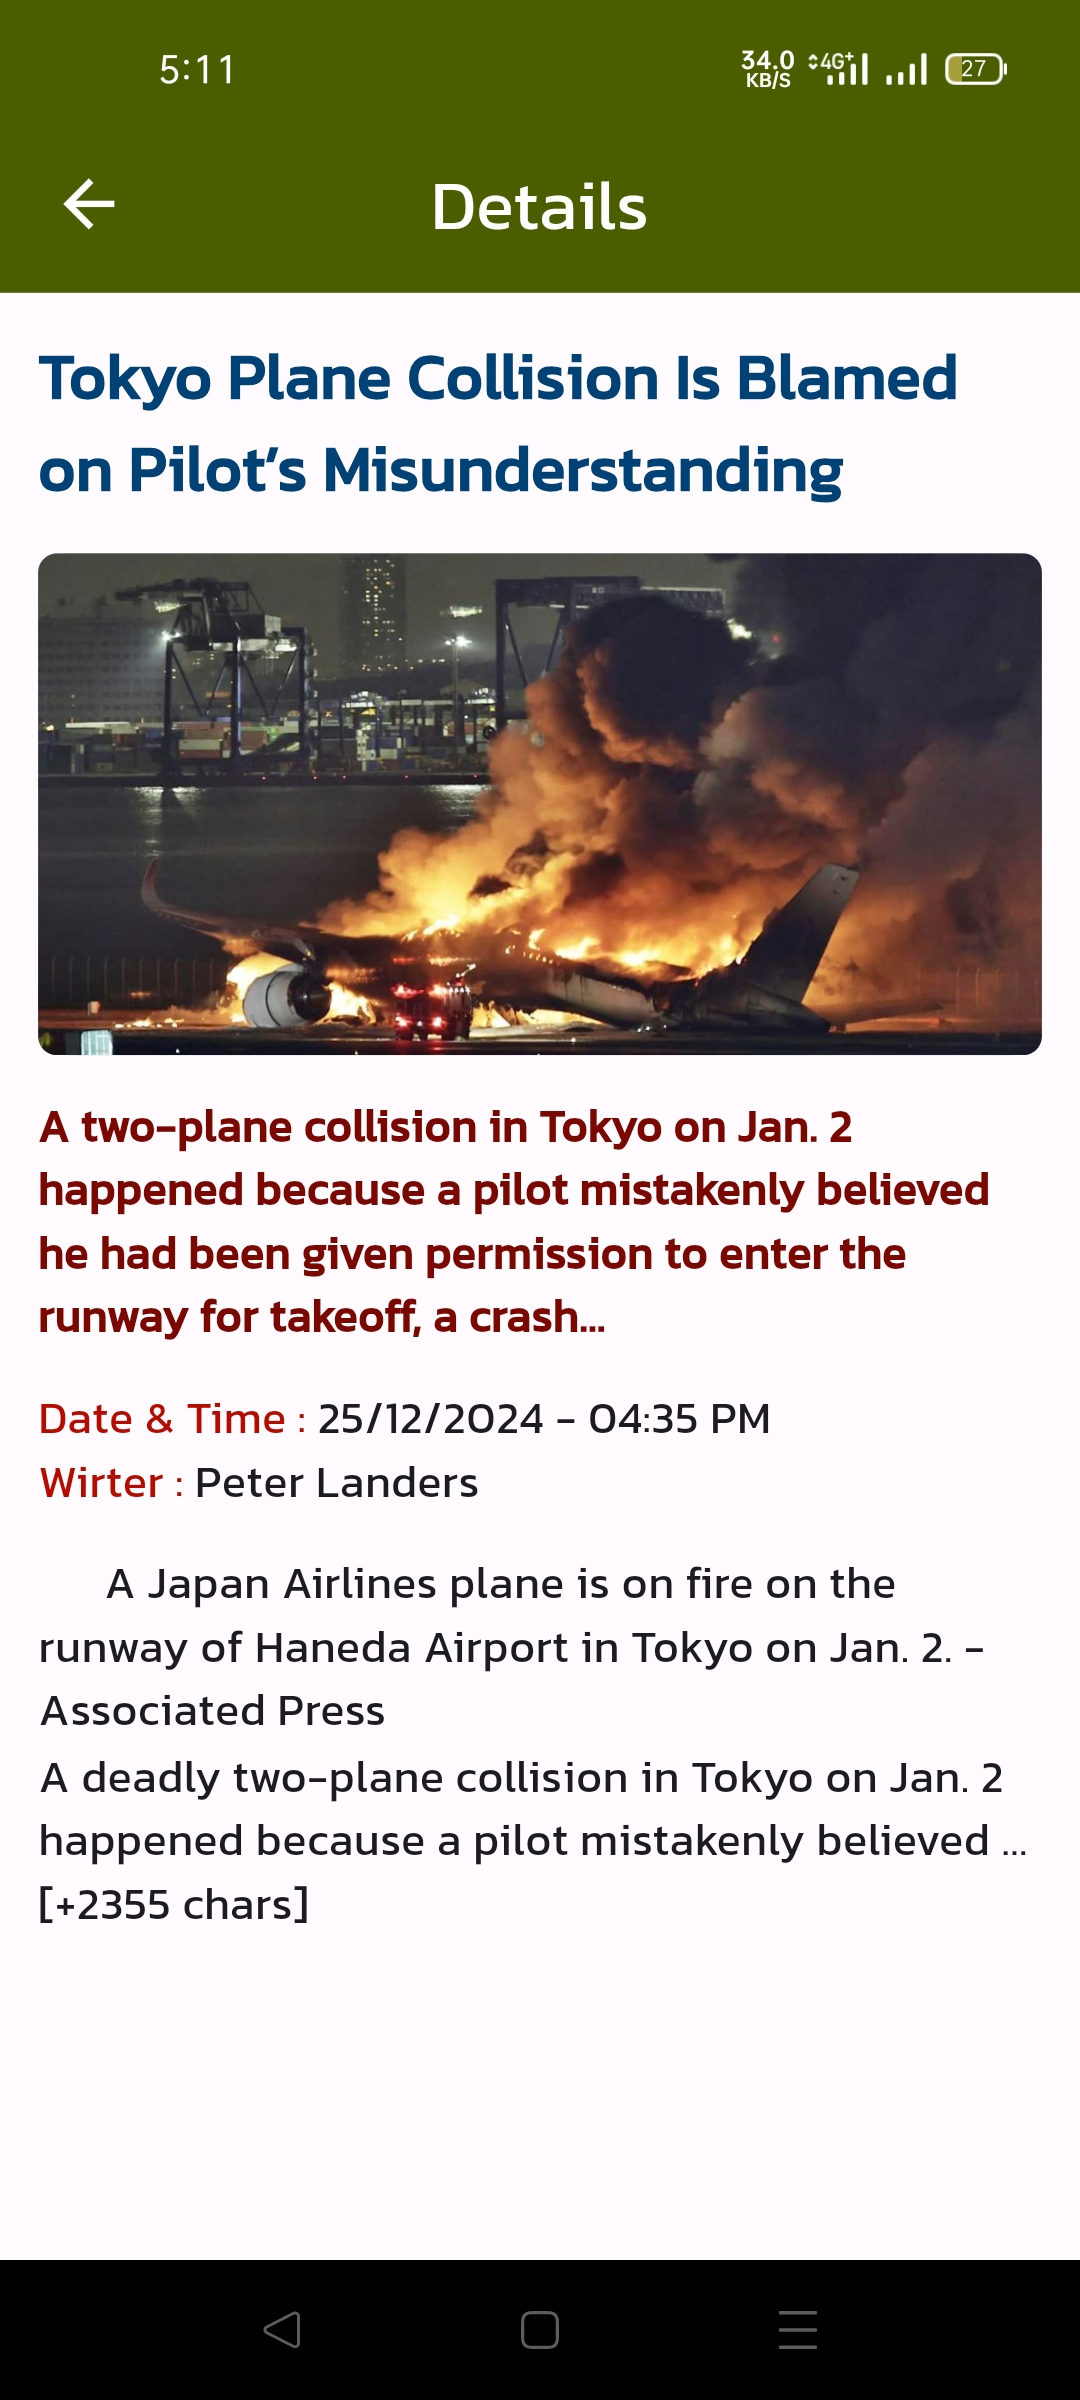 5:11
34.0
KB/S
4G+
27
Details
Tokyo Plane Collision Is Blamed
on Pilot’s Misunderstanding
A two-plane collision in Tokyo on Jan. 2
happened because a pilot mistakenly believed
he had been given permission to enter the
runway for takeoff, a crash…
Date & Time : 25/12/2024 - 04:35 PM
Wirter : Peter Landers
A Japan Airlines plane is on fire on the
runway of Haneda Airport in Tokyo on Jan. 2. -
Associated Press
A deadly two-plane collision in Tokyo on Jan. 2
happened because a pilot mistakenly believed …
[+2355 chars]